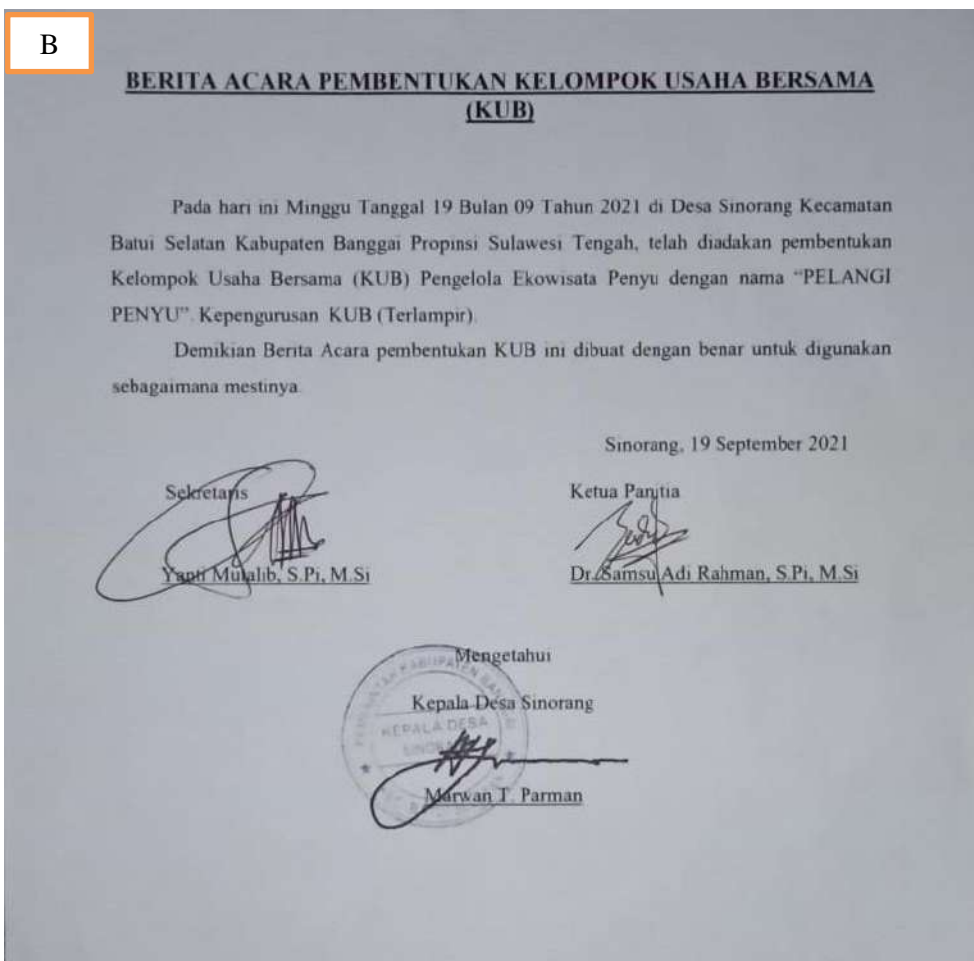 B
BERITA ACARA PEMBENTUKAN KELOMPOK USAHA BERSAMA
(KUB)
Pada hari ini Minggu Tanggal 19 Bulan 09 Tahun 2021 di Desa Sinorang Kecamatan
Batui Selatan Kabupaten Banggai Propinsi Sulawesi Tengah, telah diadakan pembentukan
Kelompok Usaha Bersama (KUB) Pengelola Ekowisata Penyu dengan nama “PELANGI
PENYU”. Kepengurusan KUB (Terlampir).
Demikian Berita Acara pembentukan KUB ini dibuat dengan benar untuk digunakan
sebagaimana mestinya.
Sinorang, 19 September 2021
Sekretaris
Ketua Panitia
Yanti Mutalib, S.Pi, M.Si
Dr. Samsu Adi Rahman, S.Pi, M.Si
Mengetahui
Kepala Desa Sinorang
KABUPATEN
KEPALA DESA
Marwan T. Parman